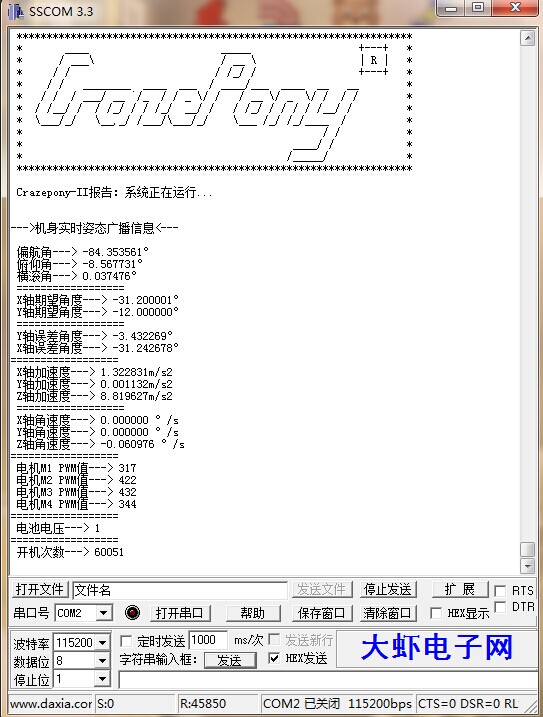 SSCOM 3.3
CrazePony
R
Crazepony-II报告：系统正在运行...
--->机身实时姿态广播信息<---
偏航角---> -84.353561°
俯仰角---> -8.567731°
横滚角---> 0.037476°
==================
X轴期望角度---> -31.200001°
Y轴期望角度---> -12.000000°
==================
Y轴误差角度---> -3.432269°
X轴误差角度---> -31.242678°
==================
X轴加速度---> 1.322831m/s2
Y轴加速度---> 0.001132m/s2
Z轴加速度---> 8.819627m/s2
==================
X轴角速度---> 0.000000 ° /s
Y轴角速度---> 0.000000 ° /s
Z轴角速度---> -0.060976 ° /s
==================
电机M1 PWM值---> 317
电机M2 PWM值---> 422
电机M3 PWM值---> 432
电机M4 PWM值---> 344
==================
电池电压---> 1
==================
开机次数---> 60051
打开文件 文件名 发送文件 停止发送 扩 展 RTS
串口号 COM2 打开串口 帮助 保存窗口 清除窗口 HEX显示 DTR
波特率 115200 定时发送 1000 ms/次 发送新行 大虾电子网
数据位 8 字符串输入框： 发送 HEX发送
停止位 1
www.daxia.com S:0 R:45850 COM2 已关闭 115200bps CTS=0 DSR=0 RL